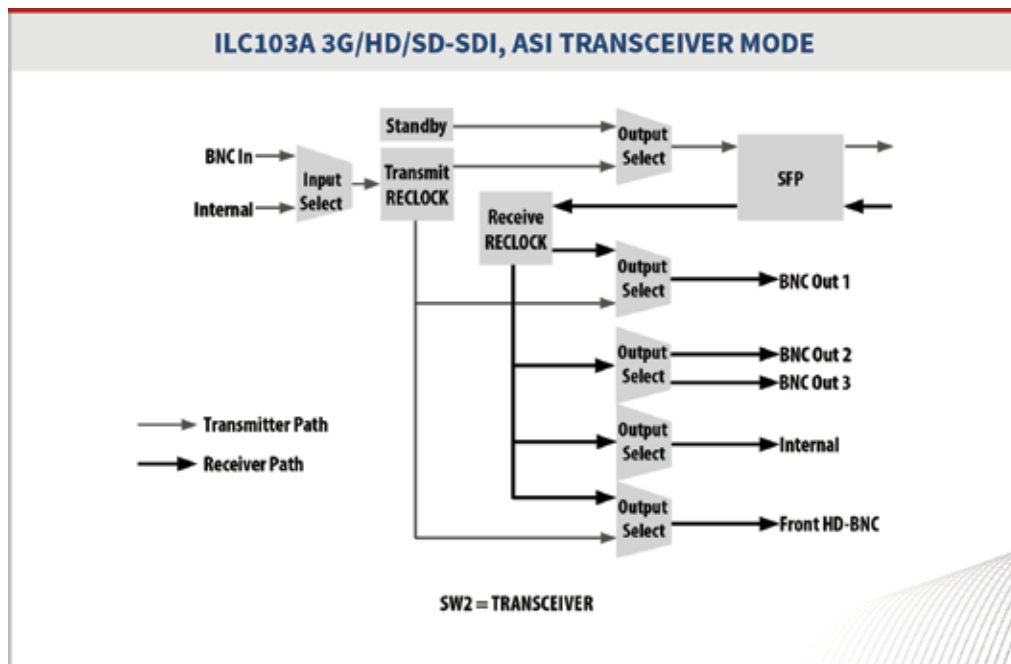 ILC103A 3G/HD/SD-SDI, ASI TRANSCEIVER MODE
Standby
Output
Select
BNC In
Input
Select
Transmit
RECLOCK
SFP
Internal
Receive
RECLOCK
Output
Select
BNC Out 1
Output
Select
BNC Out 2
BNC Out 3
Transmitter Path
Output
Select
Internal
Receiver Path
Output
Select
Front HD-BNC
SW2 = TRANSCEIVER